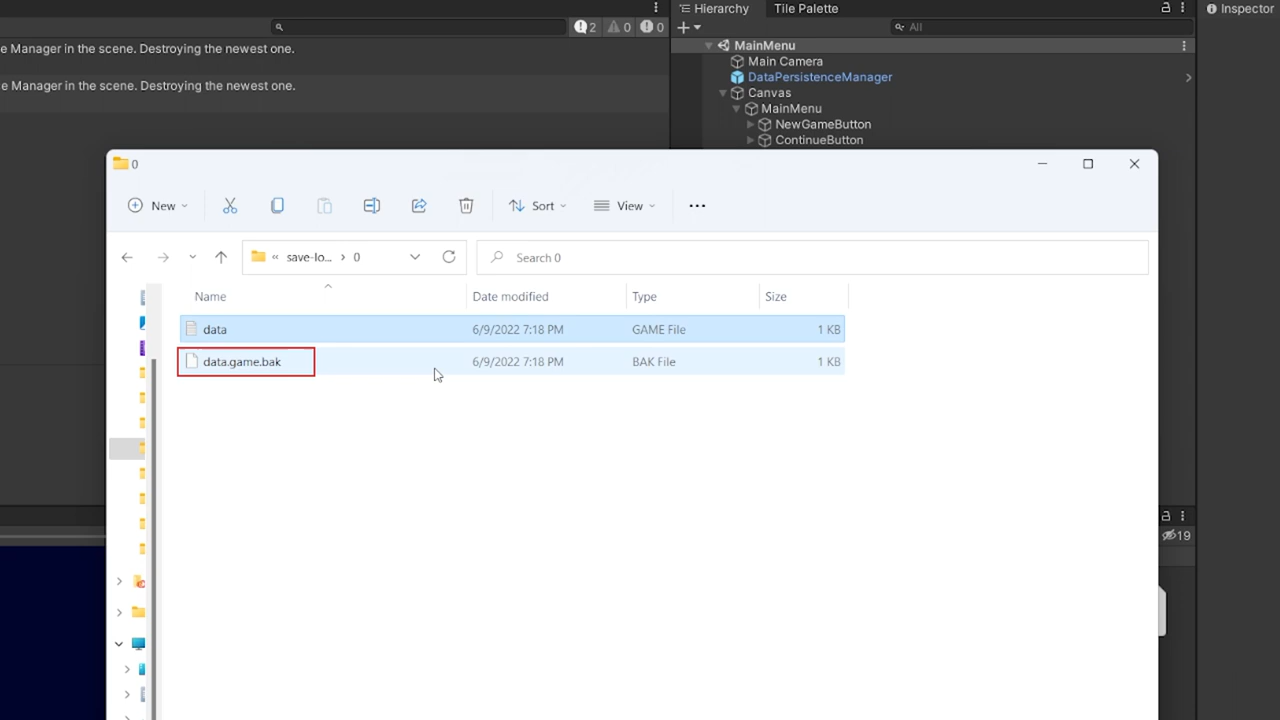 Hierarchy
Tile Palette
Inspector
2
0
0
All
e Manager in the scene. Destroying the newest one.
MainMenu
Main Camera
DataPersistenceManager
e Manager in the scene. Destroying the newest one.
Canvas
MainMenu
NewGameButton
ContinueButton
0
New
Sort
View
save-lo...
0
Search 0
Name
Date modified
Type
Size
data
6/9/2022 7:18 PM
GAME File
1 KB
data.game.bak
6/9/2022 7:18 PM
BAK File
1 KB
19